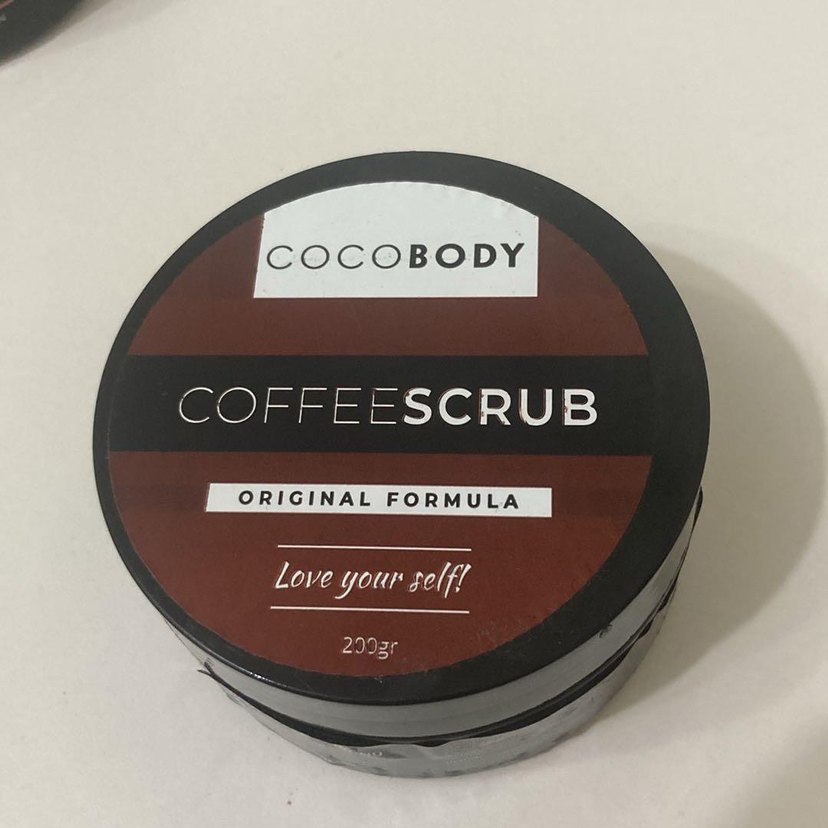 COCOBODY
COFFEESCRUB
ORIGINAL FORMULA
Love your self!
200gr